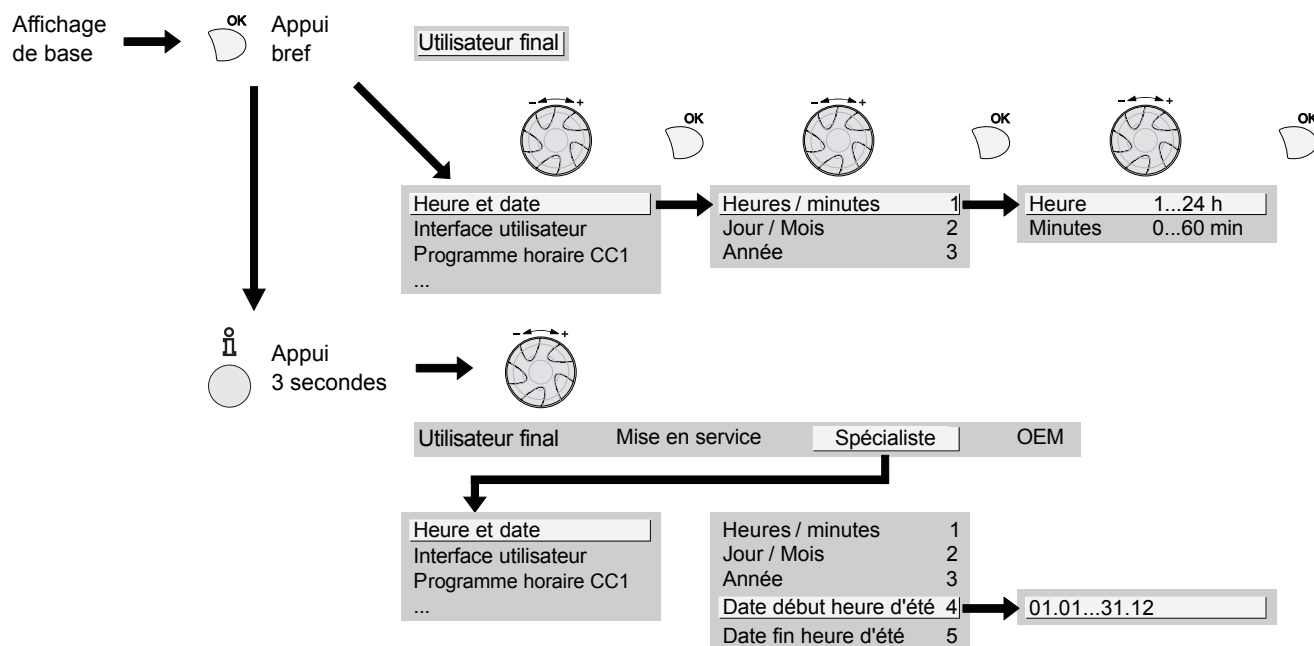 Affichage
de base
OK
Appui
bref
Utilisateur final
- +
OK
- +
OK
- +
OK
Heure et date
Interface utilisateur
Programme horaire CC1
...
Heures / minutes 1
Jour / Mois 2
Année 3
Heure 1...24 h
Minutes 0...60 min
Appui
3 secondes
- +
Utilisateur final Mise en service Spécialiste OEM
Heure et date
Interface utilisateur
Programme horaire CC1
...
Heures / minutes 1
Jour / Mois 2
Année 3
Date début heure d'été 4
Date fin heure d'été 5
01.01...31.12